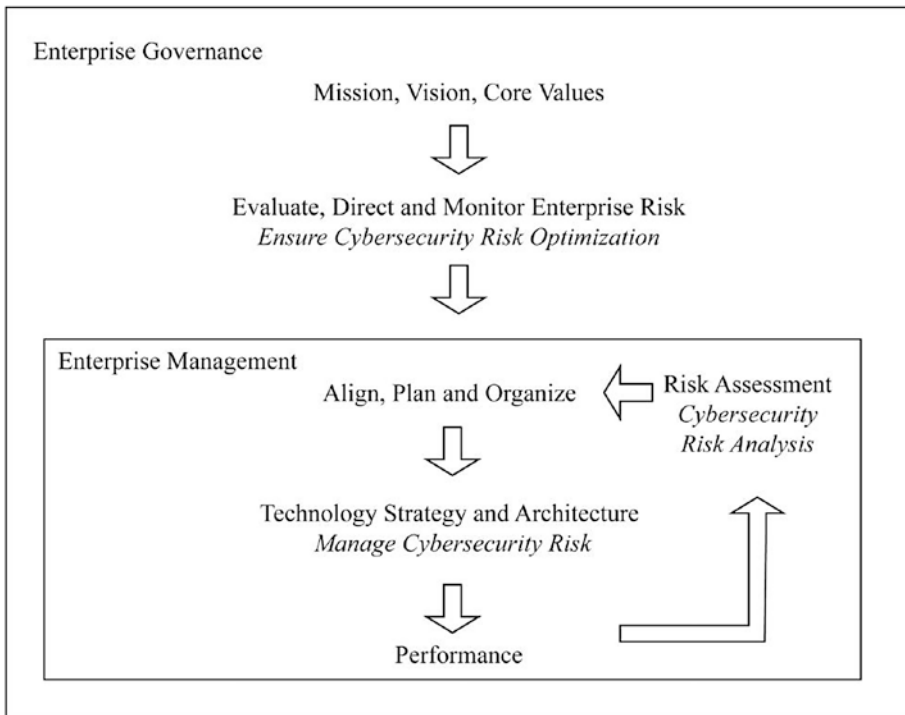 Enterprise Governance
Mission, Vision, Core Values
Evaluate, Direct and Monitor Enterprise Risk
Ensure Cybersecurity Risk Optimization
Enterprise Management
Align, Plan and Organize
Risk Assessment
Cybersecurity
Risk Analysis
Technology Strategy and Architecture
Manage Cybersecurity Risk
Performance